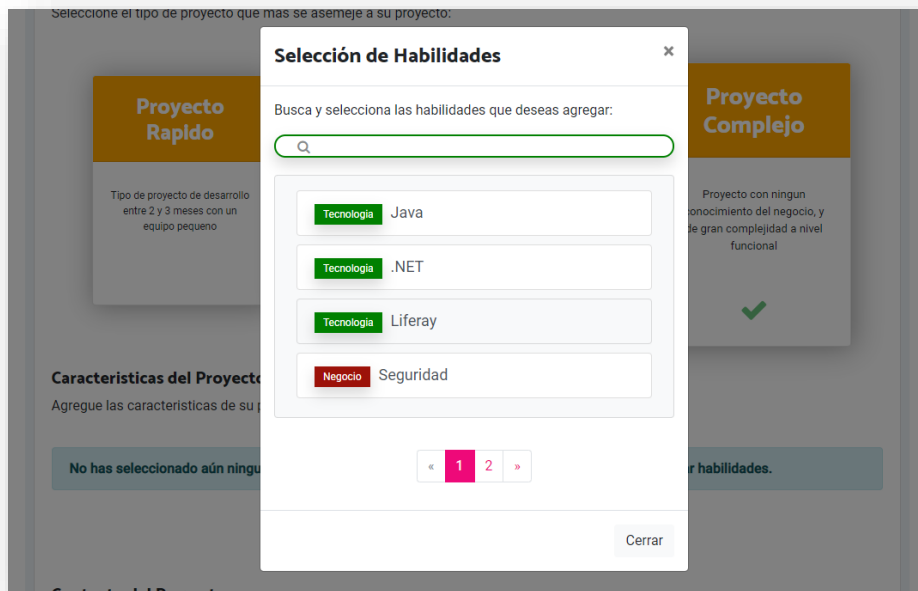 Seleccione el tipo de proyecto que mas se asemeje a su proyecto:
Selección de Habilidades
×
Busca y selecciona las habilidades que deseas agregar:
Tecnologia Java
Tecnologia .NET
Tecnologia Liferay
Negocio Seguridad
« 1 2 »
Cerrar
Proyecto
Rapido
Tipo de proyecto de desarrollo
entre 2 y 3 meses con un
equipo pequeno
Proyecto
Complejo
Proyecto con ningun
conocimiento del negocio, y
de gran complejidad a nivel
funcional
Caracteristicas del Proyecto
Agregue las caracteristicas de su
No has seleccionado aún
habilidades.